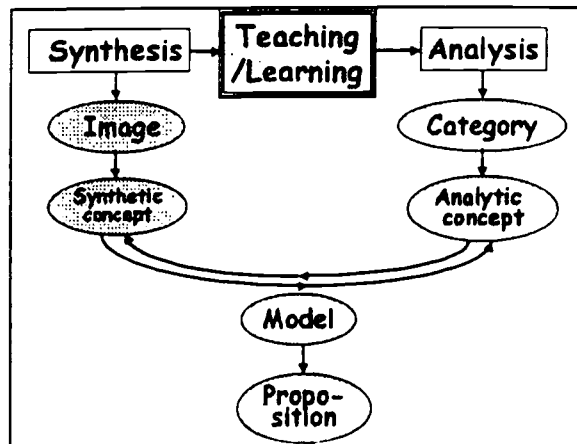 Synthesis
Teaching
/Learning
Analysis
Image
Category
Synthetic
concept
Analytic
concept
Model
Propo-
sition